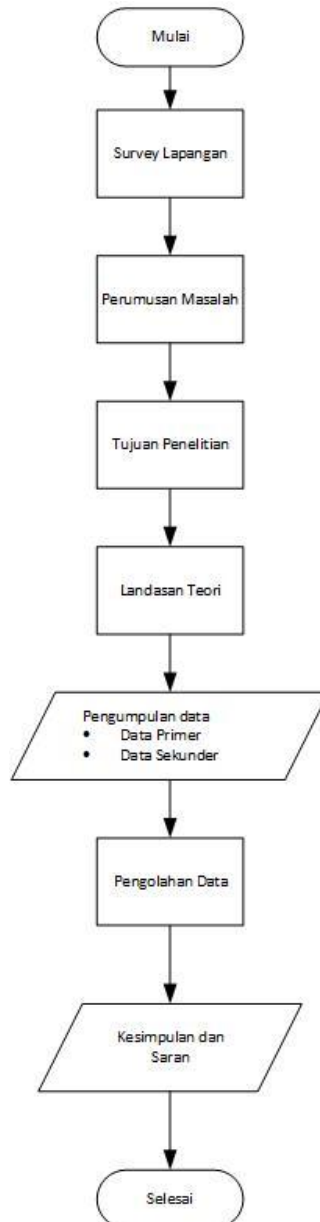 Mulai
Survey Lapangan
Perumusan Masalah
Tujuan Penelitian
Landasan Teori
Pengumpulan data
• Data Primer
• Data Sekunder
Pengolahan Data
Kesimpulan dan
Saran
Selesai